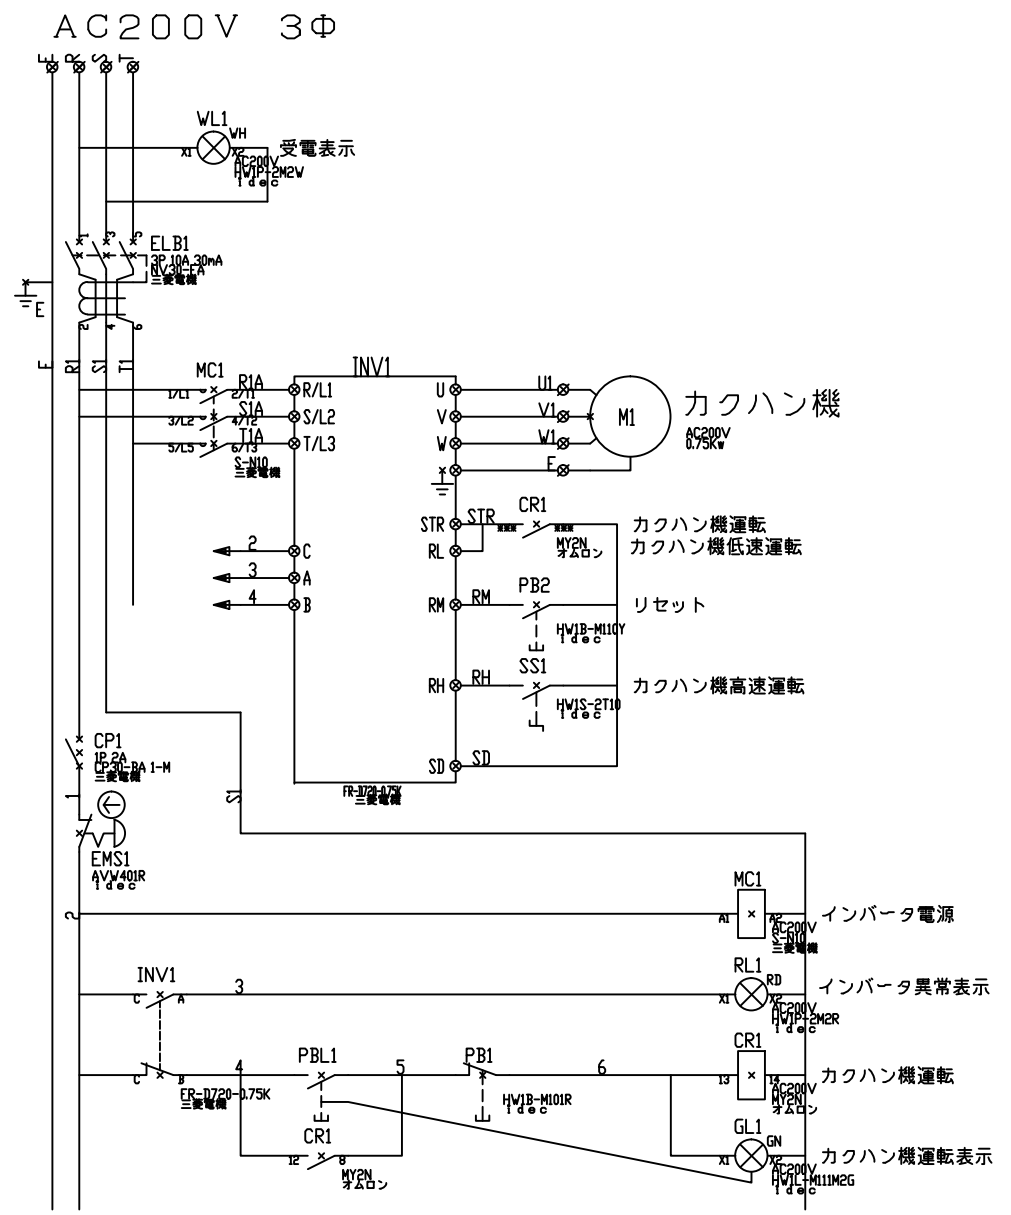 AC200V 3Φ
E R S T
WL1
WH
X1 X2
受電表示
AC200V
HW1P-2M2W
idec
1 3 5
ELB1
3P 10A 30mA
NV30-FA
三菱電機
E
2 4 6
E R1 S1 T1
MC1
1/L1 2/T1
R1A
3/L2 4/T2
S1A
5/L5 6/T3
T1A
S-N10
三菱電機
INV1
R/L1
S/L2
T/L3
U
V
W
U1
V1
W1
E
M1
カクハン機
AC200V
0.75Kw
STR
STR
CR1
*** ***
MY2N
オムロン
カクハン機運転
カクハン機低速運転
2
C
RL
3
A
4
B
RM
RM
PB2
リセット
HW1B-M110Y
idec
RH
RH
SS1
カクハン機高速運転
HW1S-2T10
idec
SD
SD
FR-D720-0.75K
三菱電機
CP1
1P 2A
CP30-BA 1-M
三菱電機
1
S1
EMS1
AVW401R
idec
2
MC1
A1 A2
インバータ電源
AC200V
S-N10
三菱電機
INV1
C A
3
RL1
RD
X1 X2
インバータ異常表示
AC200V
HW1P-2M2R
idec
C B
FR-D720-0.75K
三菱電機
4
PBL1
5
PB1
HW1B-M101R
idec
6
CR1
13 14
カクハン機運転
AC200V
MY2N
オムロン
CR1
12 8
MY2N
オムロン
GL1
GN
X1 X2
カクハン機運転表示
AC200V
HW1L-M111M2G
idec